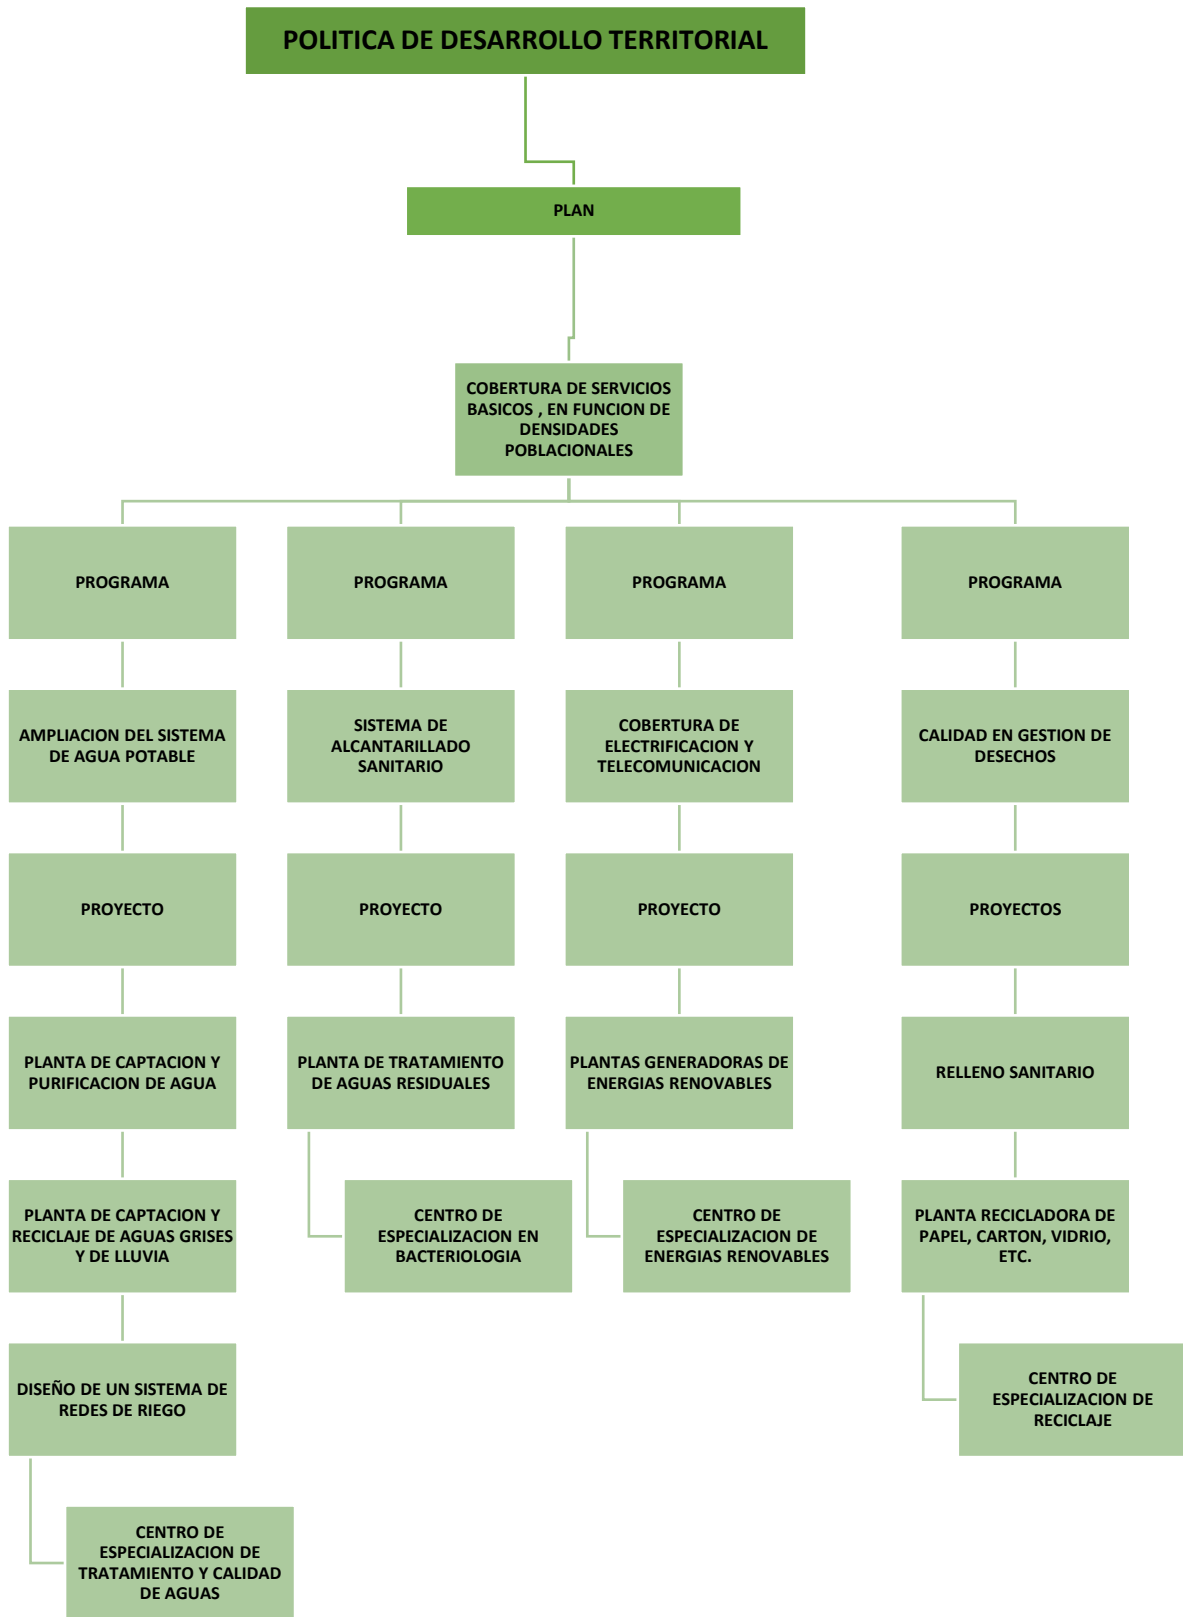 POLITICA DE DESARROLLO TERRITORIAL
PLAN
COBERTURA DE SERVICIOS
BASICOS , EN FUNCION DE
DENSIDADES
POBLACIONALES
PROGRAMA
AMPLIACION DEL SISTEMA
DE AGUA POTABLE
PROYECTO
PLANTA DE CAPTACION Y
PURIFICACION DE AGUA
PLANTA DE CAPTACION Y
RECICLAJE DE AGUAS GRISES
Y DE LLUVIA
DISEÑO DE UN SISTEMA DE
REDES DE RIEGO
CENTRO DE
ESPECIALIZACION DE
TRATAMIENTO Y CALIDAD
DE AGUAS
PROGRAMA
SISTEMA DE
ALCANTARILLADO
SANITARIO
PROYECTO
PLANTA DE TRATAMIENTO
DE AGUAS RESIDUALES
CENTRO DE
ESPECIALIZACION EN
BACTERIOLOGIA
PROGRAMA
COBERTURA DE
ELECTRIFICACION Y
TELECOMUNICACION
PROYECTO
PLANTAS GENERADORAS DE
ENERGIAS RENOVABLES
CENTRO DE
ESPECIALIZACION DE
ENERGIAS RENOVABLES
PROGRAMA
CALIDAD EN GESTION DE
DESECHOS
PROYECTOS
RELLENO SANITARIO
PLANTA RECICLADORA DE
PAPEL, CARTON, VIDRIO,
ETC.
CENTRO DE
ESPECIALIZACION DE
RECICLAJE